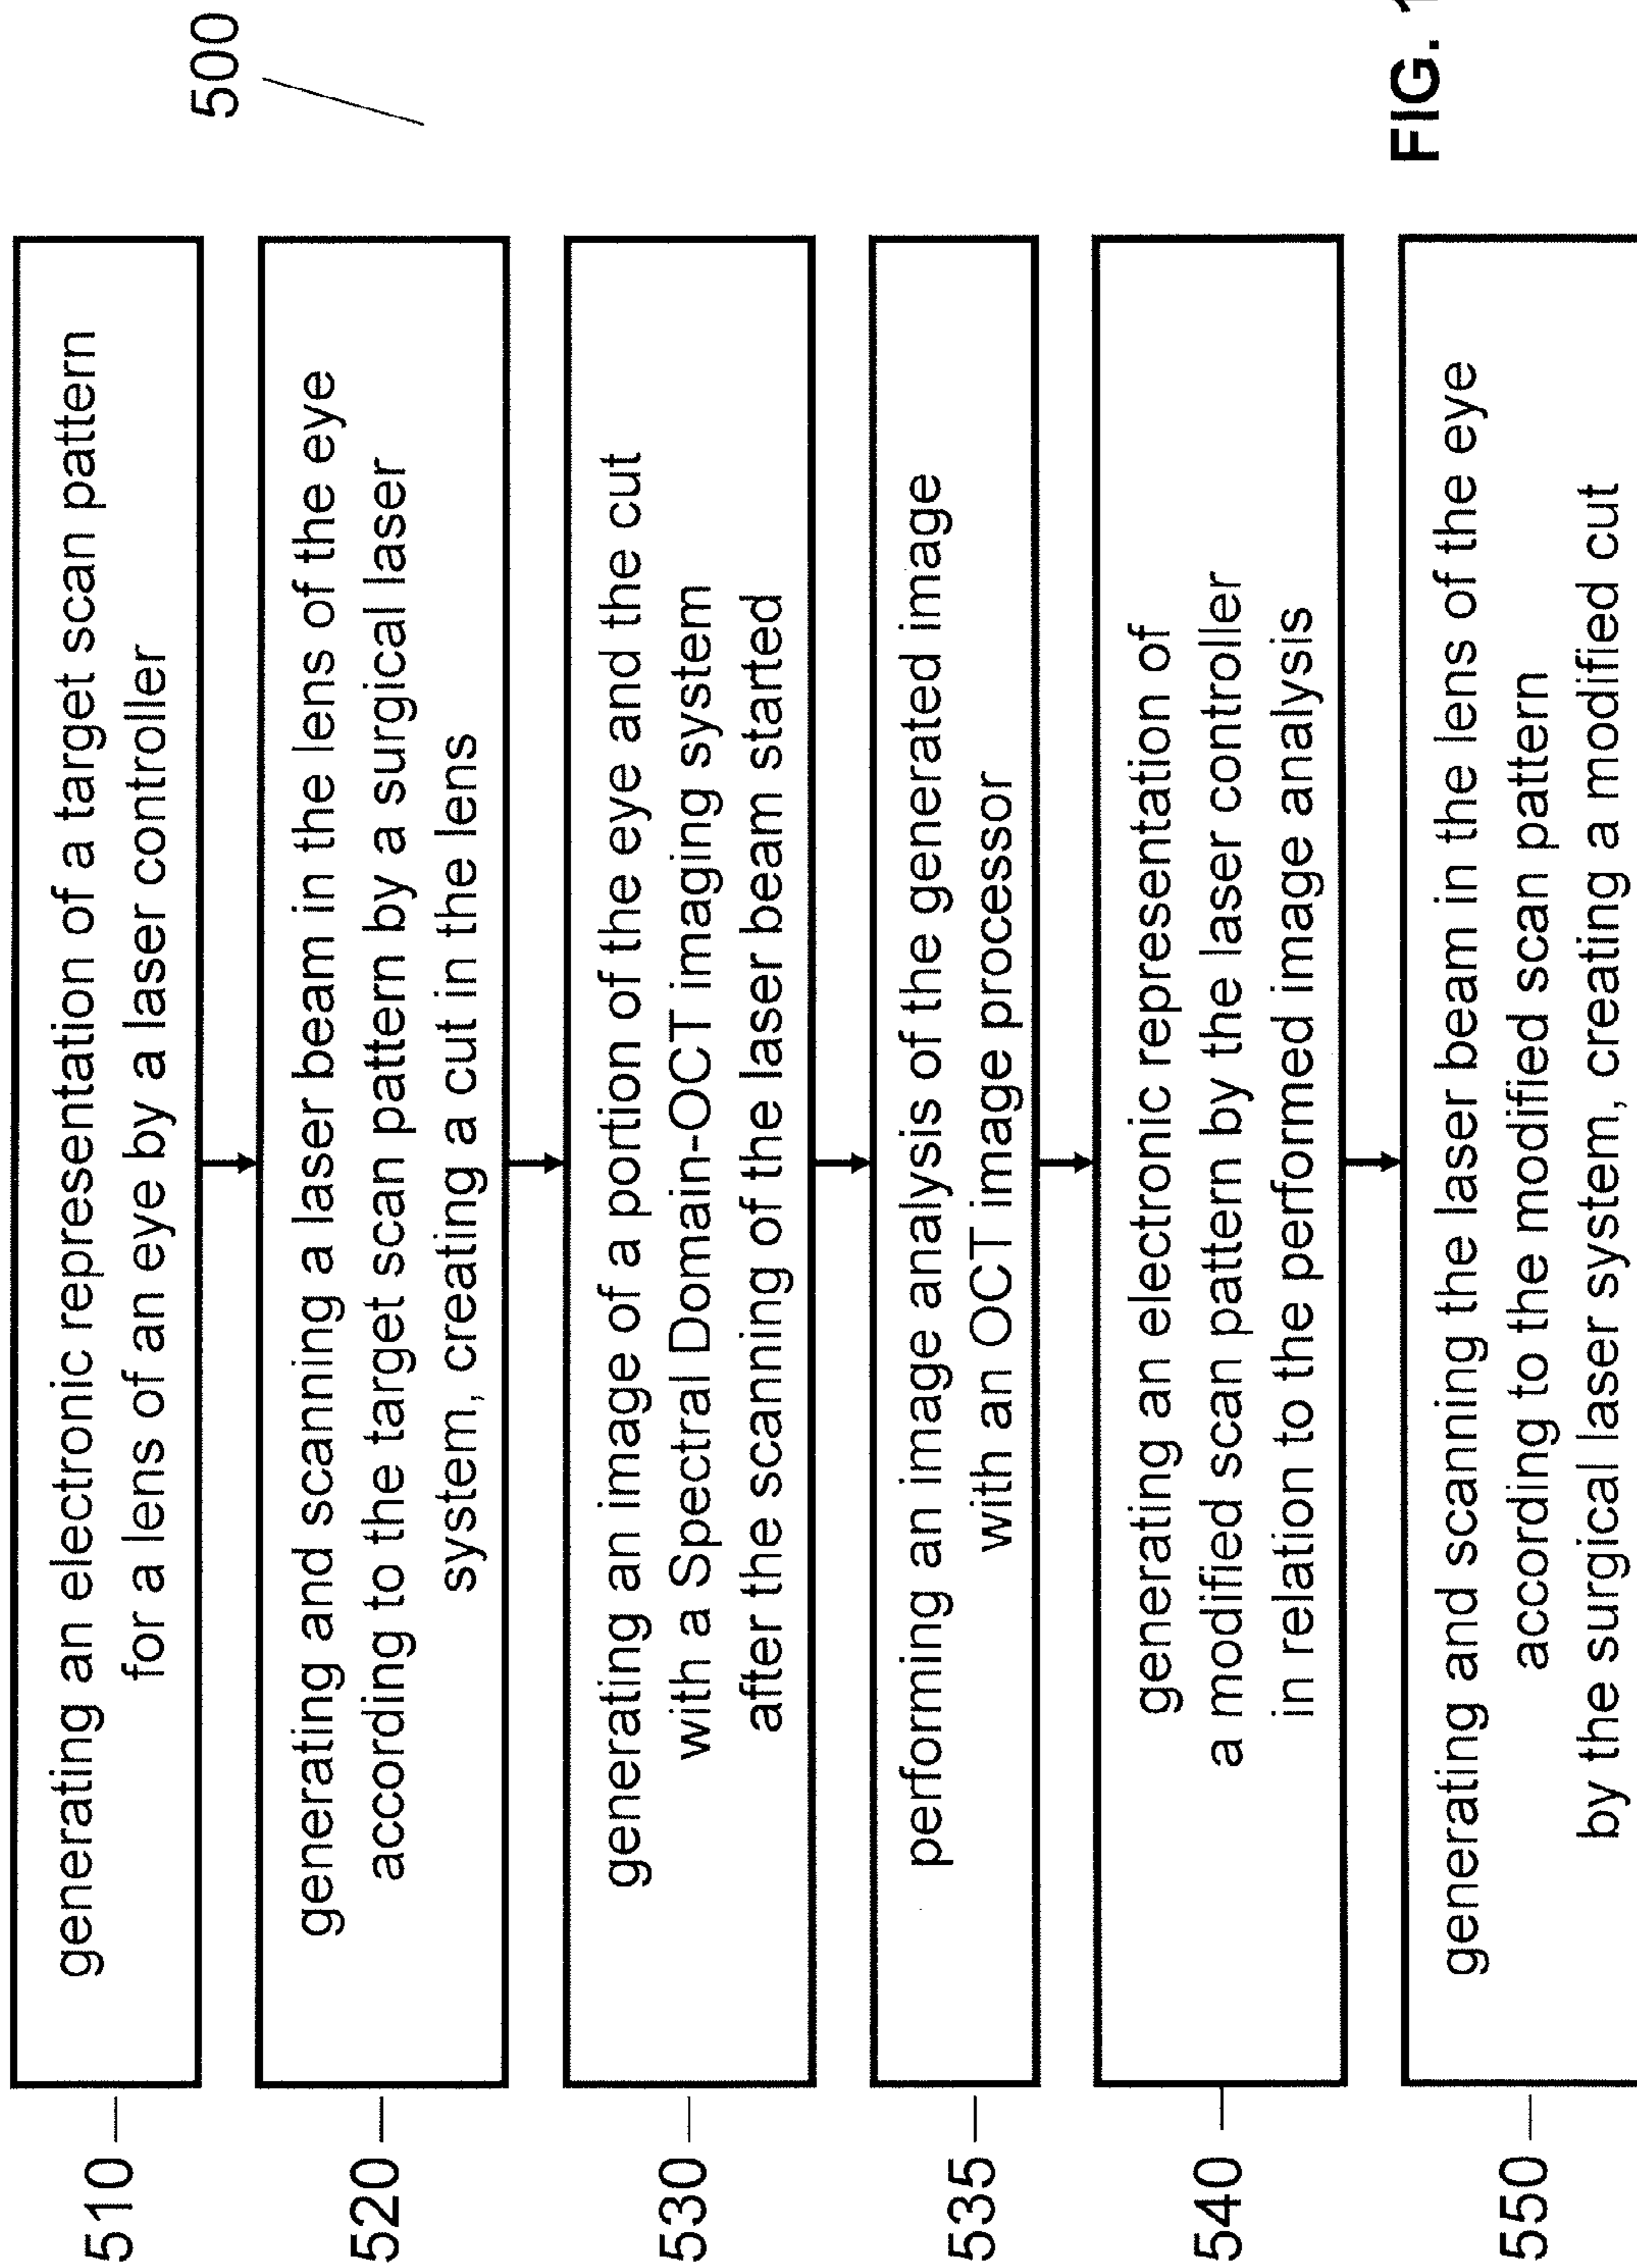 500
510
generating an electronic representation of a target scan pattern
for a lens of an eye by a laser controller
520
generating and scanning a laser beam in the lens of the eye
according to the target scan pattern by a surgical laser
system, creating a cut in the lens
530
generating an image of a portion of the eye and the cut
with a Spectral Domain-OCT imaging system
after the scanning of the laser beam started
535
performing an image analysis of the generated image
with an OCT image processor
540
generating an electronic representation of
a modified scan pattern by the laser controller
in relation to the performed image analysis
550
generating and scanning the laser beam in the lens of the eye
according to the modified scan pattern
by the surgical laser system, creating a modified cut
FIG.